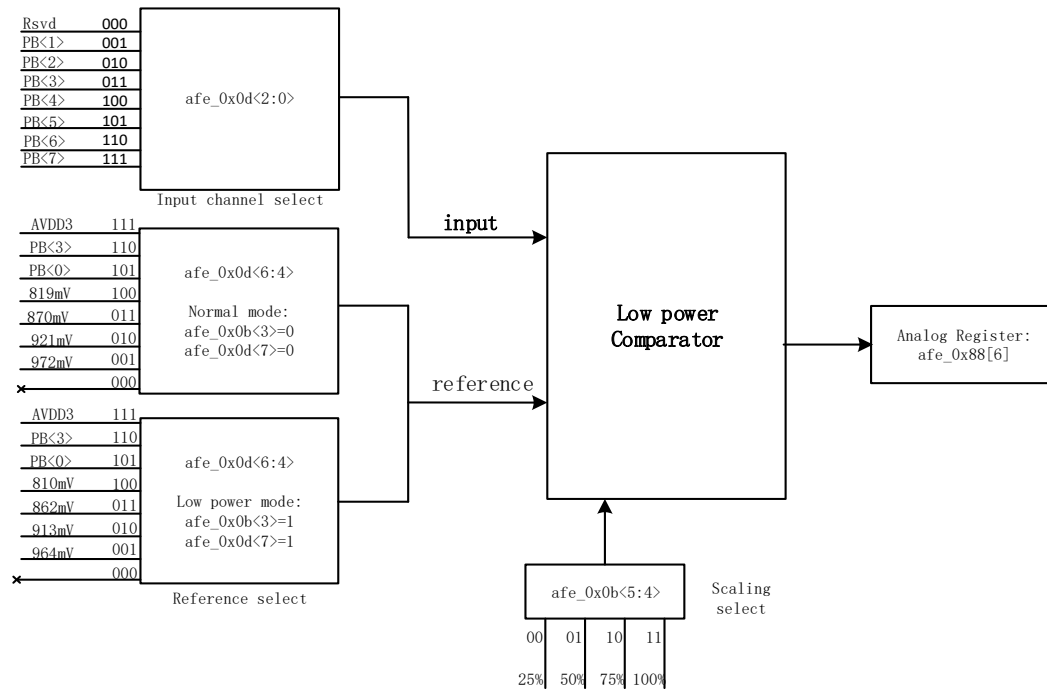 Rsvd 000
PB<1> 001
PB<2> 010
PB<3> 011
PB<4> 100
PB<5> 101
PB<6> 110
PB<7> 111
afe_0x0d<2:0>
Input channel select
AVDD3 111
PB<3> 110
PB<0> 101
819mV 100
870mV 011
921mV 010
972mV 001
000
afe_0x0d<6:4>
Normal mode:
afe_0x0b<3>=0
afe_0x0d<7>=0
AVDD3 111
PB<3> 110
PB<0> 101
810mV 100
862mV 011
913mV 010
964mV 001
000
afe_0x0d<6:4>
Low power mode:
afe_0x0b<3>=1
afe_0x0d<7>=1
Reference select
input
reference
Low power
Comparator
Analog Register:
afe_0x88[6]
afe_0x0b<5:4>
Scaling
select
00 01 10 11
25% 50% 75% 100%